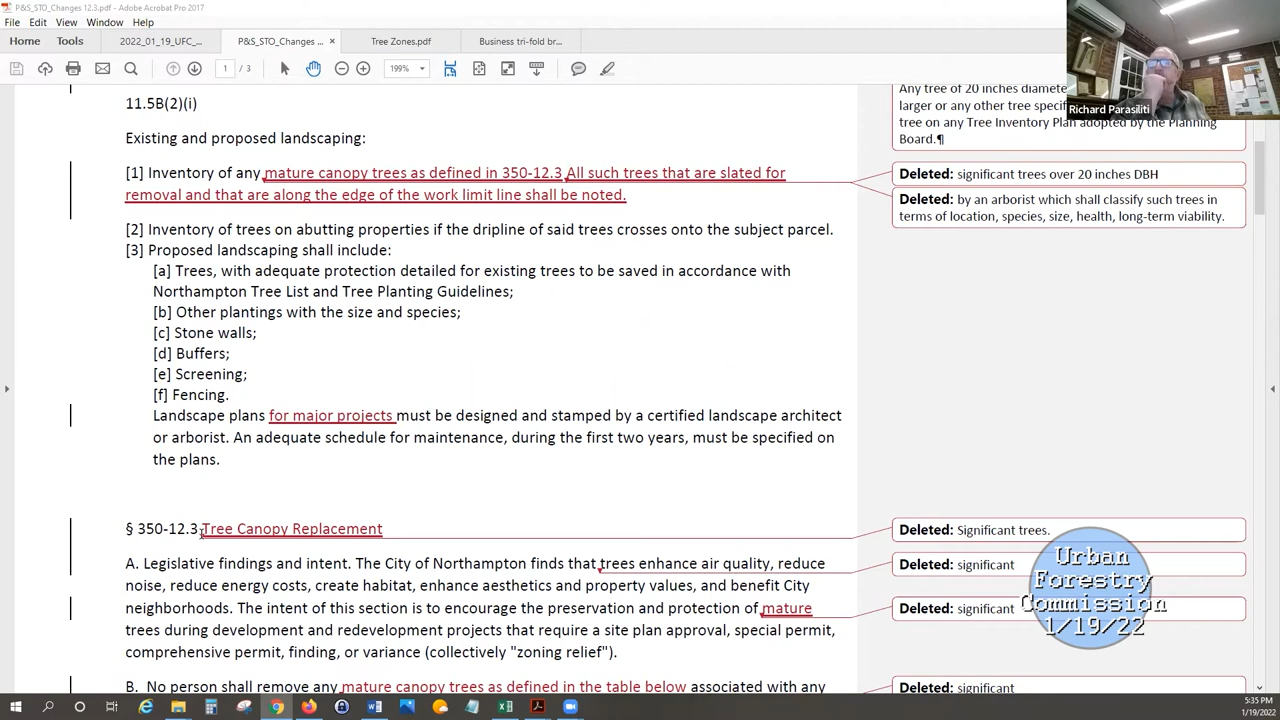 P&S_STO_Changes 12.3.pdf - Adobe Acrobat Pro 2017
File Edit View Window Help
Home Tools 2022_01_19_UFC_... P&S_STO_Changes ... × Tree Zones.pdf Business tri-fold br...
1 / 3 199%
Richard Parasiliti
11.5B(2)(i)
Existing and proposed landscaping:
[1] Inventory of any mature canopy trees as defined in 350-12.3 All such trees that are slated for
removal and that are along the edge of the work limit line shall be noted.
[2] Inventory of trees on abutting properties if the dripline of said trees crosses onto the subject parcel.
[3] Proposed landscaping shall include:
[a] Trees, with adequate protection detailed for existing trees to be saved in accordance with
Northampton Tree List and Tree Planting Guidelines;
[b] Other plantings with the size and species;
[c] Stone walls;
[d] Buffers;
[e] Screening;
[f] Fencing.
Landscape plans for major projects must be designed and stamped by a certified landscape architect
or arborist. An adequate schedule for maintenance, during the first two years, must be specified on
the plans.
§ 350-12.3 Tree Canopy Replacement
A. Legislative findings and intent. The City of Northampton finds that trees enhance air quality, reduce
noise, reduce energy costs, create habitat, enhance aesthetics and property values, and benefit City
neighborhoods. The intent of this section is to encourage the preservation and protection of mature
trees during development and redevelopment projects that require a site plan approval, special permit,
comprehensive permit, finding, or variance (collectively "zoning relief").
B. No person shall remove any mature canopy trees as defined in the table below associated with any
Any tree of 20 inches diamete
larger or any other tree specif
tree on any Tree Inventory Plan adopted by the Planning
Board.¶
Deleted: significant trees over 20 inches DBH
Deleted: by an arborist which shall classify such trees in
terms of location, species, size, health, long-term viability.
Deleted: Significant trees.
Deleted: significant
Deleted: significant
Deleted: significant
Urban
Forestry
Commission
1/19/22
5:35 PM
1/19/2022